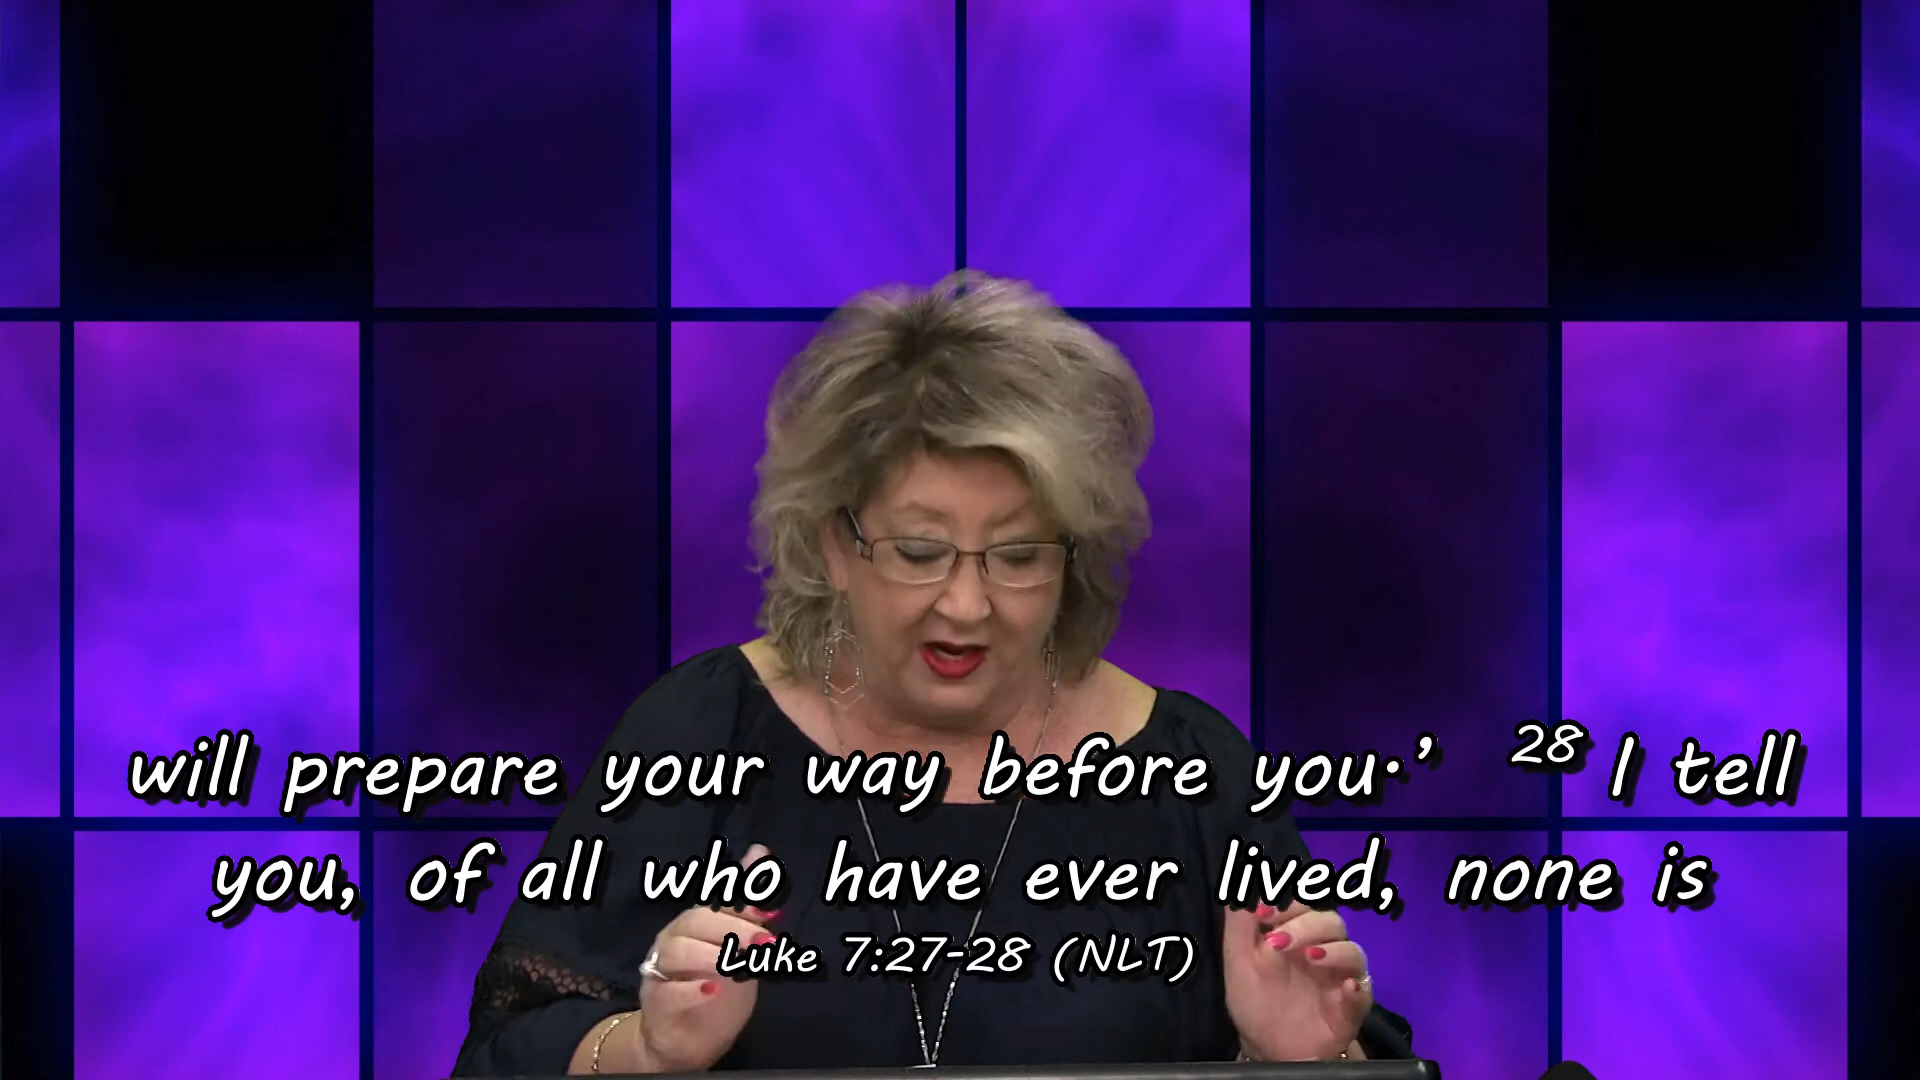 will prepare your way before you.’ 28 I tell
you, of all who have ever lived, none is
Luke 7:27-28 (NLT)